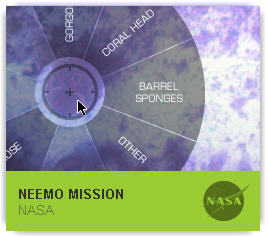 GORGO
CORAL HEAD
BARREL
SPONGES
OTHER
OSE
NEEMO MISSION
NASA
NASA